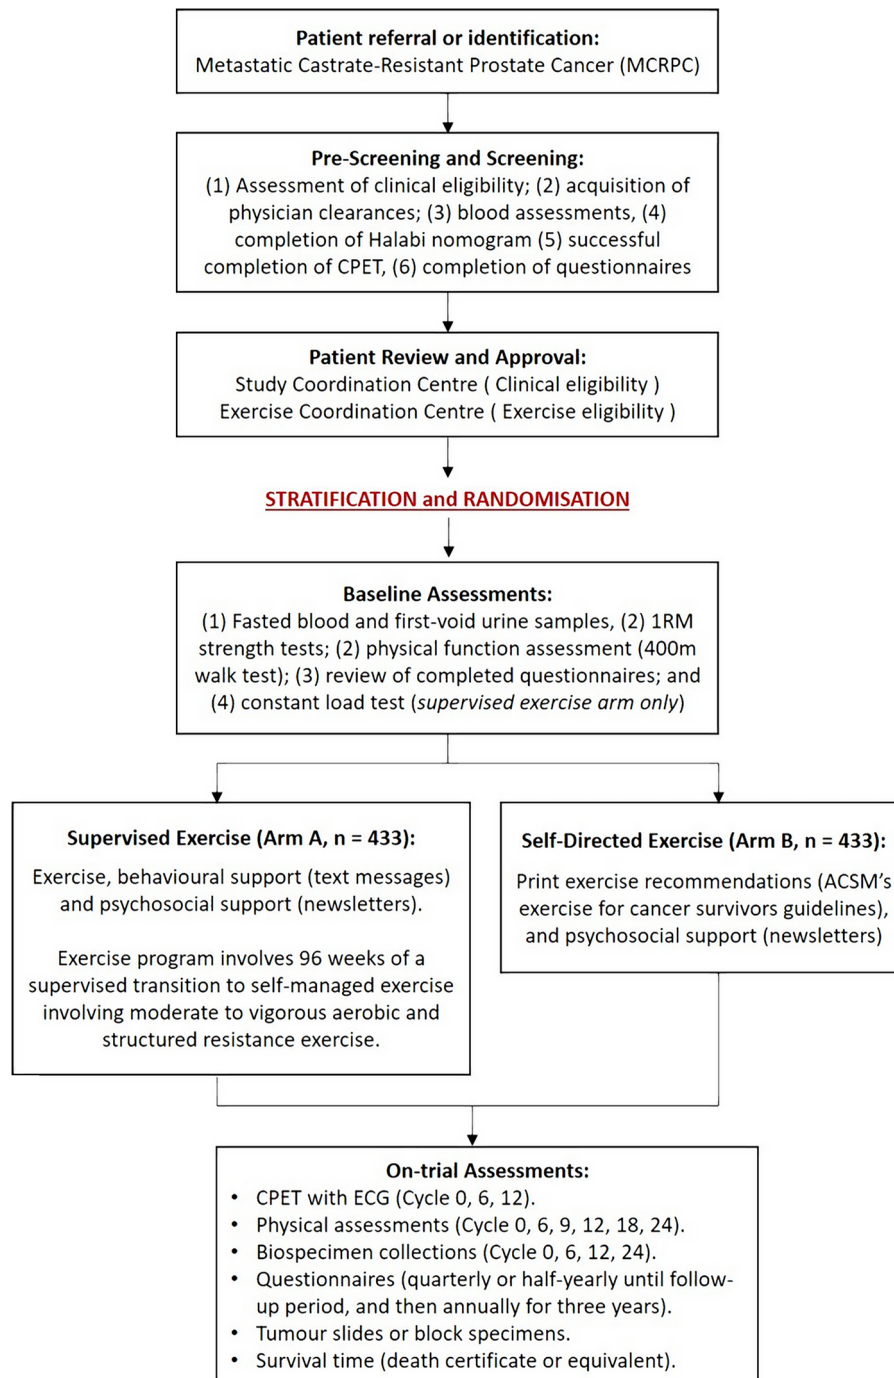 Patient referral or identification:
Metastatic Castrate-Resistant Prostate Cancer (MCRPC)
Pre-Screening and Screening:
(1) Assessment of clinical eligibility; (2) acquisition of
physician clearances; (3) blood assessments, (4)
completion of Halabi nomogram (5) successful
completion of CPET, (6) completion of questionnaires
Patient Review and Approval:
Study Coordination Centre ( Clinical eligibility )
Exercise Coordination Centre ( Exercise eligibility )
STRATIFICATION and RANDOMISATION
Baseline Assessments:
(1) Fasted blood and first-void urine samples, (2) 1RM
strength tests; (2) physical function assessment (400m
walk test); (3) review of completed questionnaires; and
(4) constant load test (supervised exercise arm only)
Supervised Exercise (Arm A, n = 433):
Exercise, behavioural support (text messages)
and psychosocial support (newsletters).
Exercise program involves 96 weeks of a
supervised transition to self-managed exercise
involving moderate to vigorous aerobic and
structured resistance exercise.
Self-Directed Exercise (Arm B, n = 433):
Print exercise recommendations (ACSM's
exercise for cancer survivors guidelines),
and psychosocial support (newsletters)
On-trial Assessments:
• CPET with ECG (Cycle 0, 6, 12).
• Physical assessments (Cycle 0, 6, 9, 12, 18, 24).
• Biospecimen collections (Cycle 0, 6, 12, 24).
• Questionnaires (quarterly or half-yearly until follow-
up period, and then annually for three years).
• Tumour slides or block specimens.
• Survival time (death certificate or equivalent).